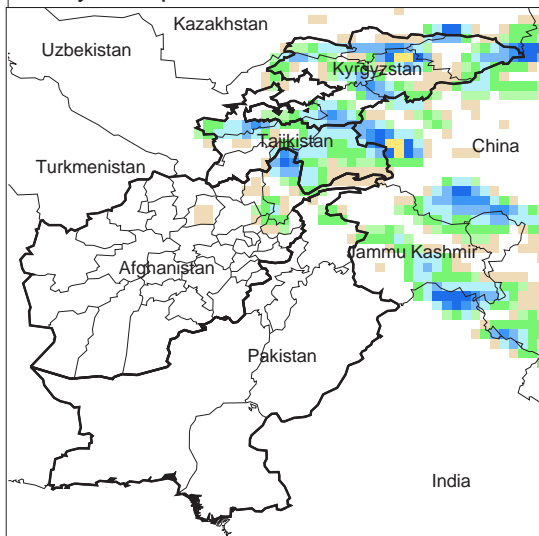 Kazakhstan
Uzbekistan
Kyrgyzstan
Tajikistan
China
Turkmenistan
Jammu Kashmir
Afghanistan
Pakistan
India